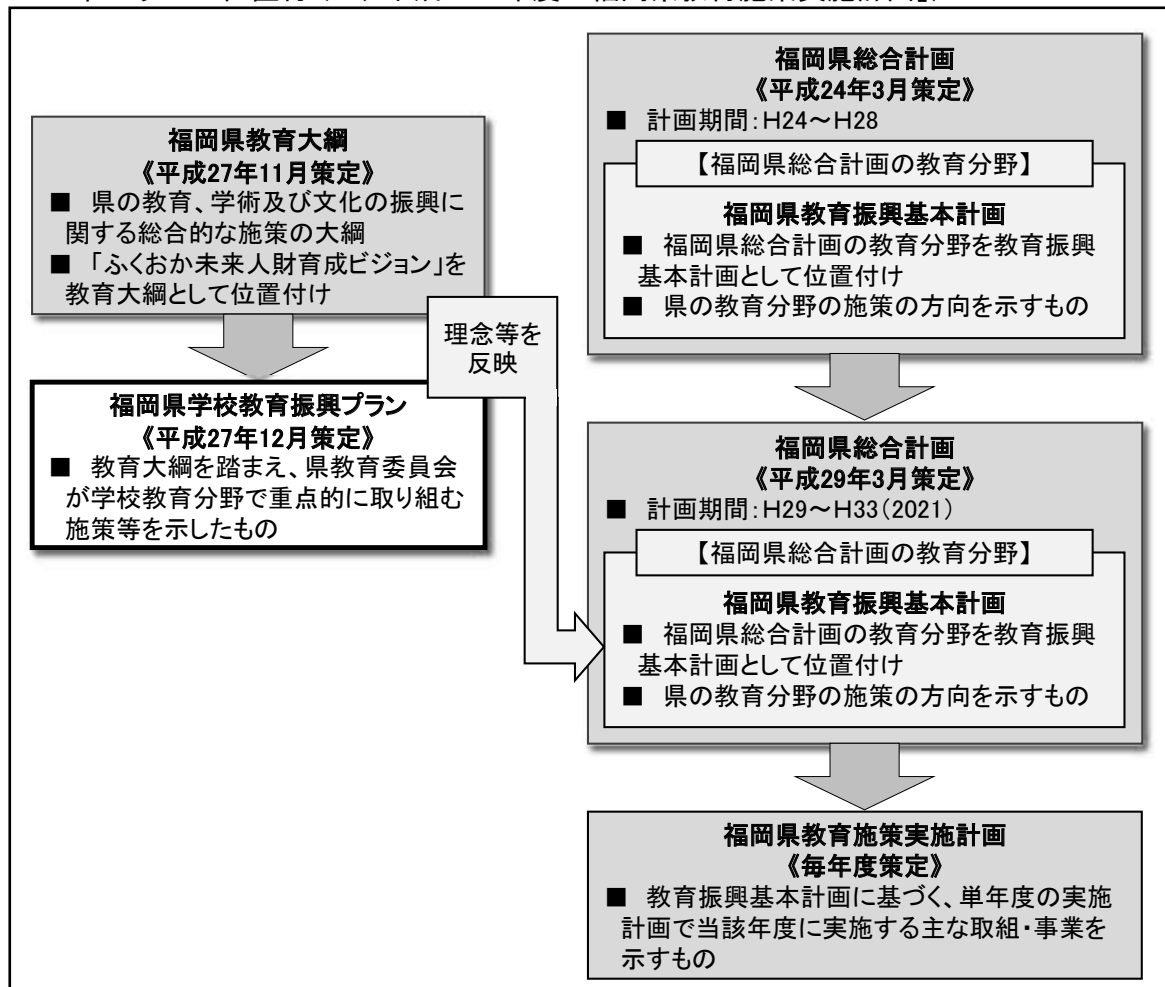 福岡県教育大綱
《平成27年11月策定》
■ 県の教育、学術及び文化の振興に
関する総合的な施策の大綱
■ 「ふくおか未来人財育成ビジョン」を
教育大綱として位置付け
理念等を
反映
福岡県学校教育振興プラン
《平成27年12月策定》
■ 教育大綱を踏まえ、県教育委員会
が学校教育分野で重点的に取り組む
施策等を示したもの
福岡県総合計画
《平成24年3月策定》
■ 計画期間:H24～H28
【福岡県総合計画の教育分野】
福岡県教育振興基本計画
■ 福岡県総合計画の教育分野を教育振興
基本計画として位置付け
■ 県の教育分野の施策の方向を示すもの
福岡県総合計画
《平成29年3月策定》
■ 計画期間:H29～H33(2021)
【福岡県総合計画の教育分野】
福岡県教育振興基本計画
■ 福岡県総合計画の教育分野を教育振興
基本計画として位置付け
■ 県の教育分野の施策の方向を示すもの
福岡県教育施策実施計画
《毎年度策定》
■ 教育振興基本計画に基づく、単年度の実施
計画で当該年度に実施する主な取組・事業を
示すもの